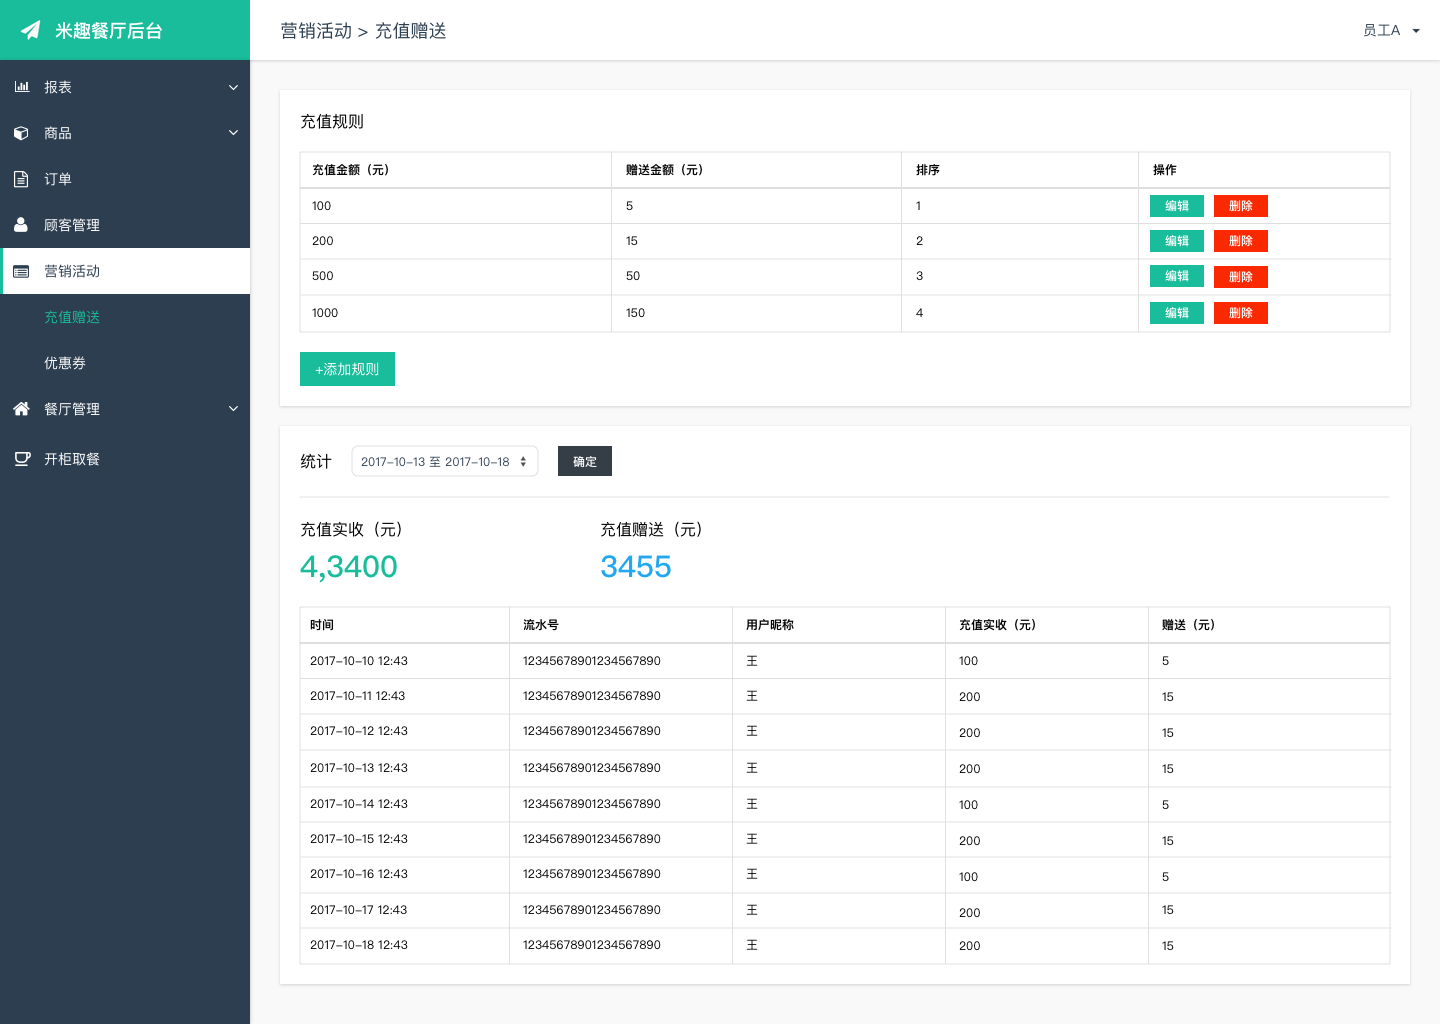 米趣餐厅后台
营销活动 > 充值赠送
员工A
报表
商品
订单
顾客管理
营销活动
充值赠送
优惠券
餐厅管理
开柜取餐
充值规则
充值金额（元） 赠送金额（元） 排序 操作
100 5 1 编辑 删除
200 15 2 编辑 删除
500 50 3 编辑 删除
1000 150 4 编辑 删除
+添加规则
统计 2017-10-13 至 2017-10-18 确定
充值实收（元） 充值赠送（元）
4,3400 3455
时间 流水号 用户昵称 充值实收（元） 赠送（元）
2017-10-10 12:43 12345678901234567890 王 100 5
2017-10-11 12:43 12345678901234567890 王 200 15
2017-10-12 12:43 12345678901234567890 王 200 15
2017-10-13 12:43 12345678901234567890 王 200 15
2017-10-14 12:43 12345678901234567890 王 100 5
2017-10-15 12:43 12345678901234567890 王 200 15
2017-10-16 12:43 12345678901234567890 王 100 5
2017-10-17 12:43 12345678901234567890 王 200 15
2017-10-18 12:43 12345678901234567890 王 200 15